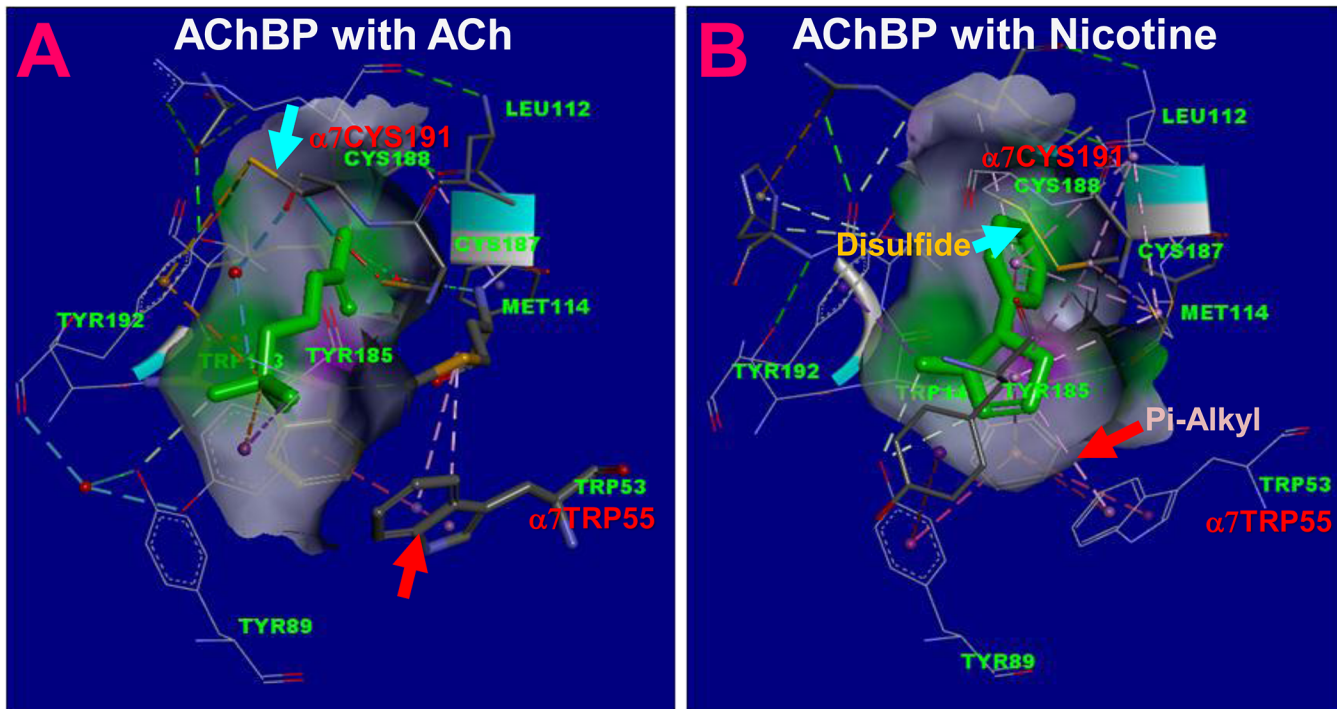 A
AChBP with ACh
LEU112
α7CYS191
CYS188
CYS187
MET114
TYR192
TYR185
TRP53
α7TRP55
TYR89
B
AChBP with Nicotine
LEU112
α7CYS191
CYS188
Disulfide
CYS187
MET114
TYR192
TYR185
Pi-Alkyl
TRP53
α7TRP55
TYR89